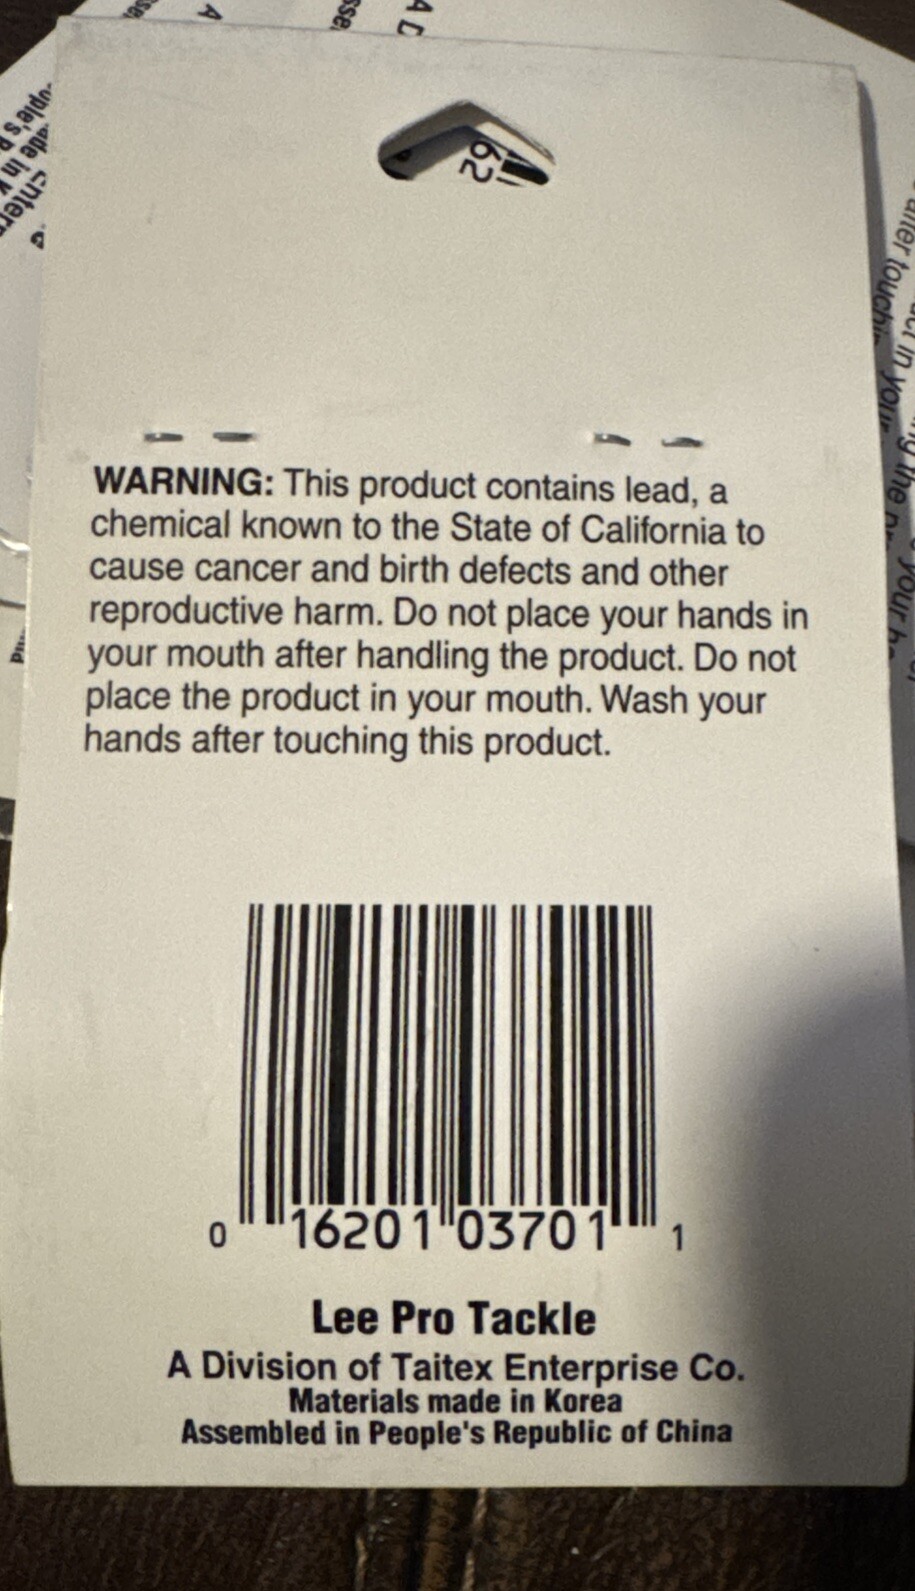 WARNING: This product contains lead, a
chemical known to the State of California to
cause cancer and birth defects and other
reproductive harm. Do not place your hands in
your mouth after handling the product. Do not
place the product in your mouth. Wash your
hands after touching this product.
0 16201 03701 1
Lee Pro Tackle
A Division of Taitex Enterprise Co.
Materials made in Korea
Assembled in People's Republic of China